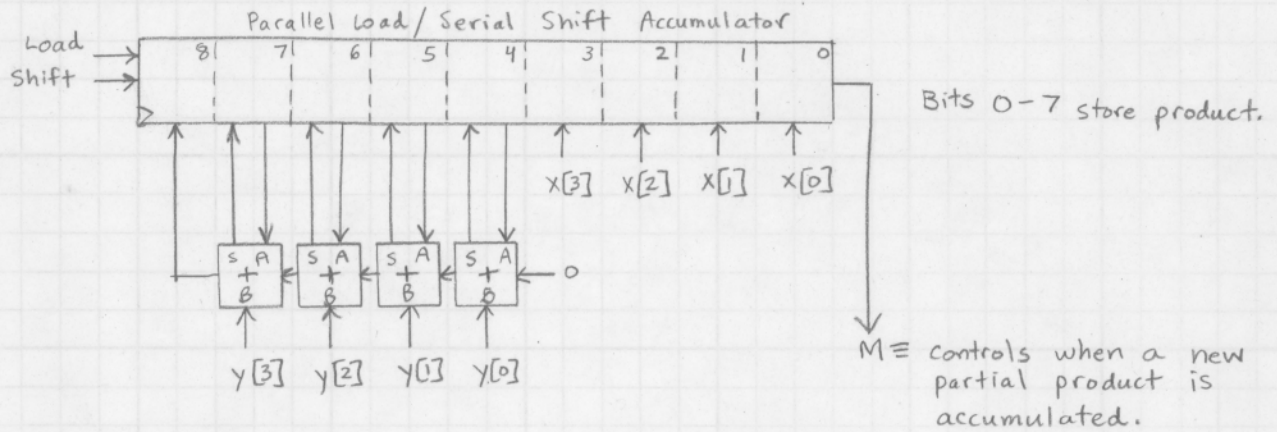 Parallel Load/Serial Shift Accumulator
Load
Shift
8 7 6 5 4 3 2 1 0
Bits 0-7 store product.
X[3] X[2] X[1] X[0]
S A S A S A S A
+ + + + 0
B B B B
Y[3] Y[2] Y[1] Y[0]
M ≡ controls when a new
partial product is
accumulated.